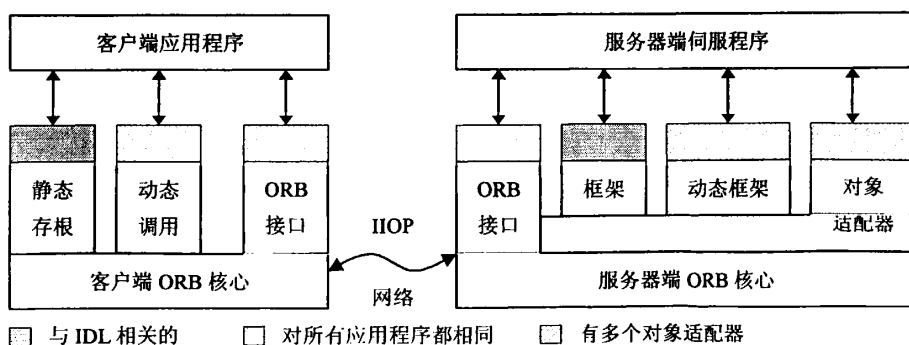 客户端应用程序
服务器端伺服程序
静态
存根
动态
调用
ORB
接口
IIOP
网络
ORB
接口
框架
动态框架
对象
适配器
客户端 ORB 核心
服务器端 ORB 核心
与 IDL 相关的
对所有应用程序都相同
有多个对象适配器